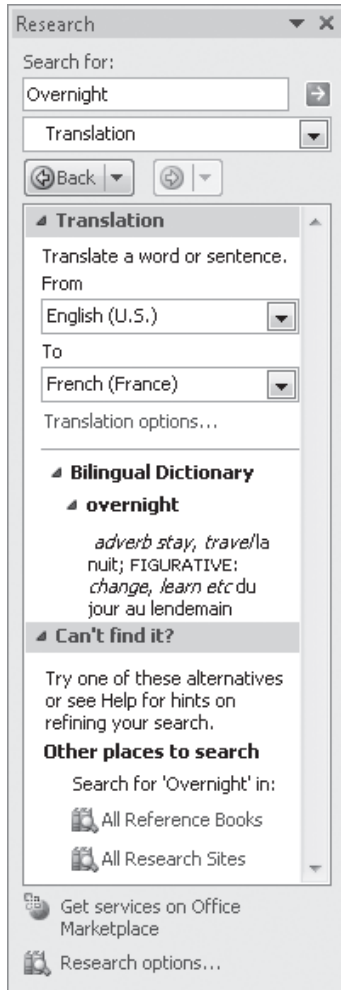 Research
Search for:
Overnight
Translation
Back
Translation
Translate a word or sentence.
From
English (U.S.)
To
French (France)
Translation options...
Bilingual Dictionary
overnight
adverb stay, travel la
nuit; FIGURATIVE:
change, learn etc du
jour au lendemain
Can't find it?
Try one of these alternatives
or see Help for hints on
refining your search.
Other places to search
Search for 'Overnight' in:
All Reference Books
All Research Sites
Get services on Office
Marketplace
Research options...